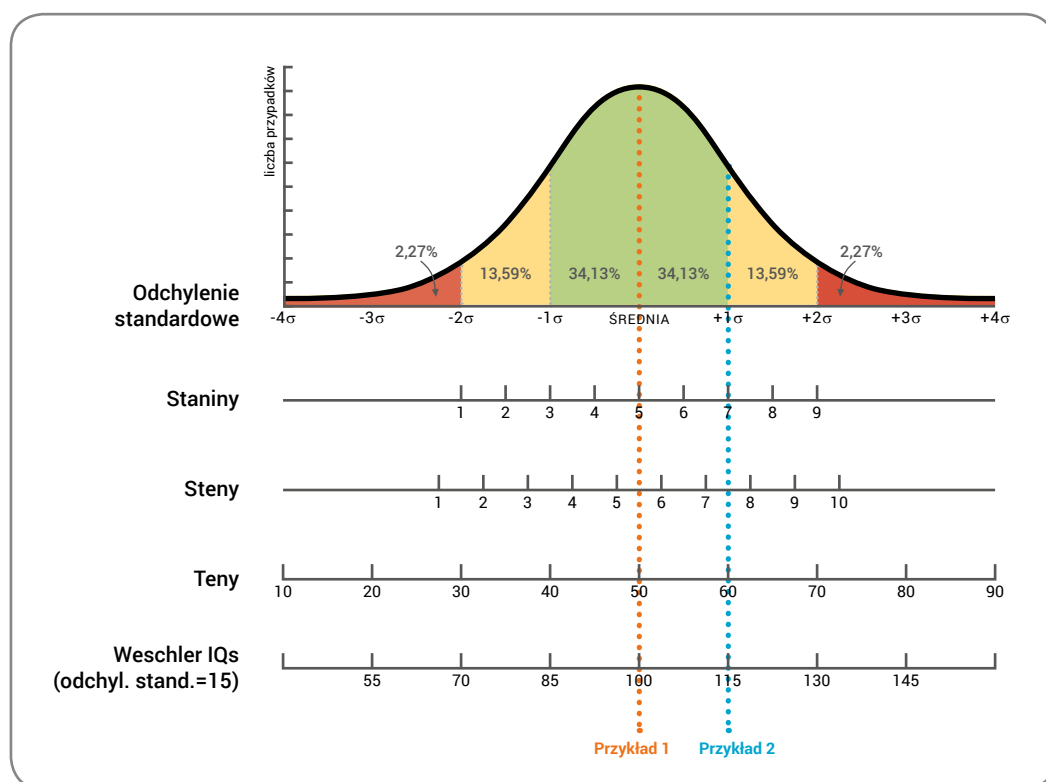 liczba przypadków
2,27%
2,27%
13,59%
34,13%
34,13%
13,59%
Odchylenie
standardowe
-4σ -3σ -2σ -1σ ŚREDNIA +1σ +2σ +3σ +4σ
Staniny
1 2 3 4 5 6 7 8 9
Steny
1 2 3 4 5 6 7 8 9 10
Teny
10 20 30 40 50 60 70 80 90
Weschler IQs
(odchyl. stand.=15)
55 70 85 100 115 130 145
Przykład 1 Przykład 2